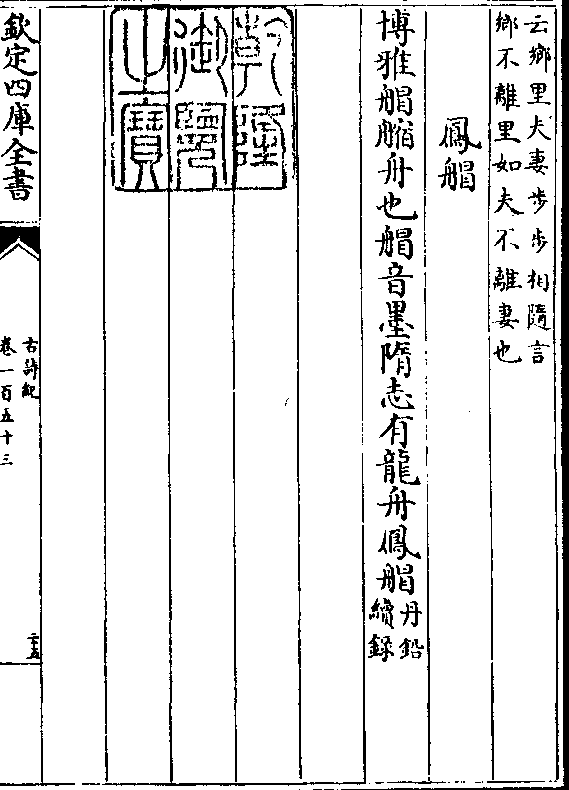 云鄉里夫妻步步相隨言
鄉不離里如夫不離妻也
鳳艒
博雅艒䑿舟也艒音墨隋志有龍舟鳳艒丹鉛
續錄
乾隆
御覽
之寶
欽定四庫全書
古詩紀
卷一百五十三